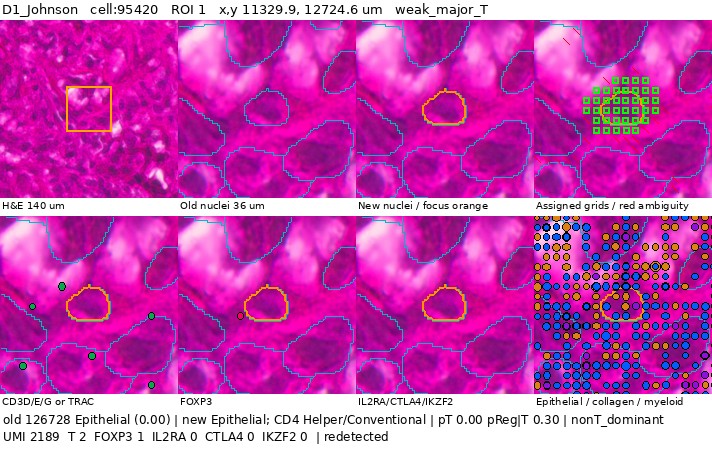 D1_Johnson   cell:95420   ROI 1   x,y 11329.9, 12724.6 um   weak_major_T
H&E 140 um
Old nuclei 36 um
New nuclei / focus orange
Assigned grids / red ambiguity
CD3D/E/G or TRAC
FOXP3
IL2RA/CTLA4/IKZF2
Epithelial / collagen / myeloid
old 126728 Epithelial (0.00) | new Epithelial; CD4 Helper/Conventional | pT 0.00 pReg|T 0.30 | nonT_dominant
UMI 2189  T 2  FOXP3 1  IL2RA 0  CTLA4 0  IKZF2 0  | redetected